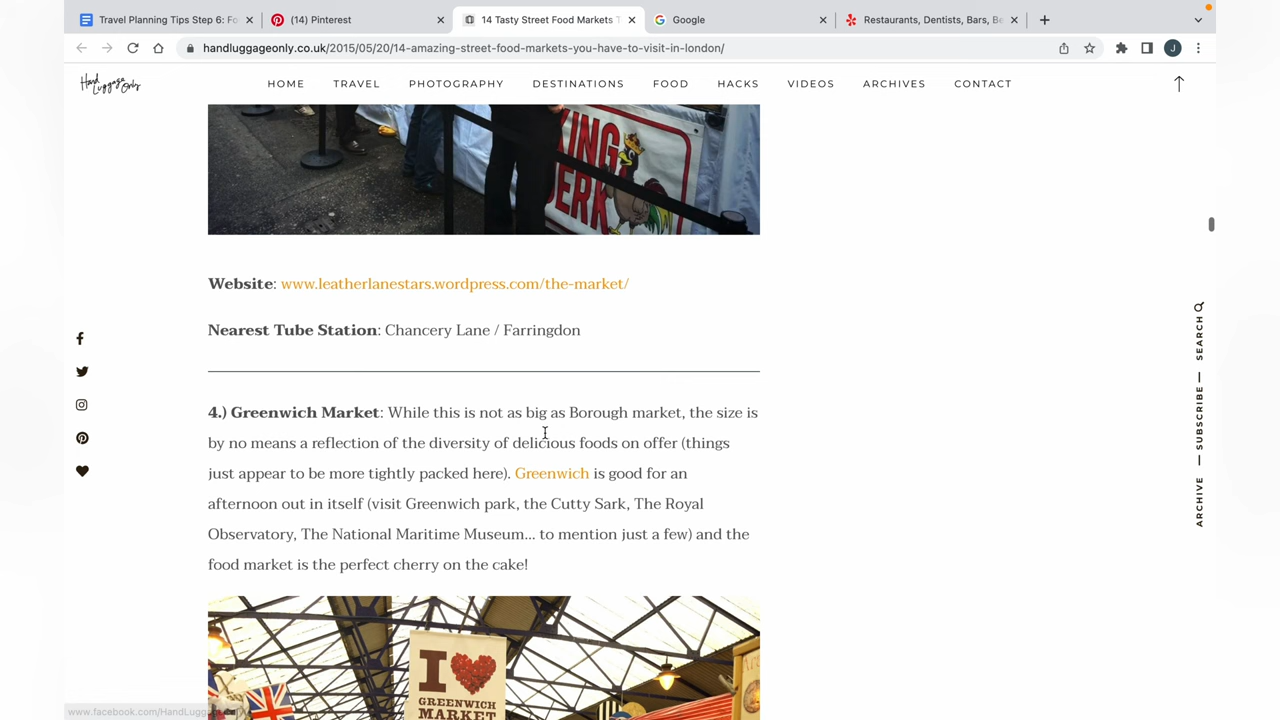 Travel Planning Tips Step 6: Fo
(14) Pinterest
14 Tasty Street Food Markets T
Google
Restaurants, Dentists, Bars, Be
handluggageonly.co.uk/2015/05/20/14-amazing-street-food-markets-you-have-to-visit-in-london/
J
Hand Luggage Only
HOME
TRAVEL
PHOTOGRAPHY
DESTINATIONS
FOOD
HACKS
VIDEOS
ARCHIVES
CONTACT
KING
JERK
Website: www.leatherlanestars.wordpress.com/the-market/
Nearest Tube Station: Chancery Lane / Farringdon
4.) Greenwich Market: While this is not as big as Borough market, the size is
by no means a reflection of the diversity of delicious foods on offer (things
just appear to be more tightly packed here). Greenwich is good for an
afternoon out in itself (visit Greenwich park, the Cutty Sark, The Royal
Observatory, The National Maritime Museum... to mention just a few) and the
food market is the perfect cherry on the cake!
I
GREENWICH
MARKET
ARCHIVE — SUBSCRIBE — SEARCH
www.facebook.com/HandLuggageOnly